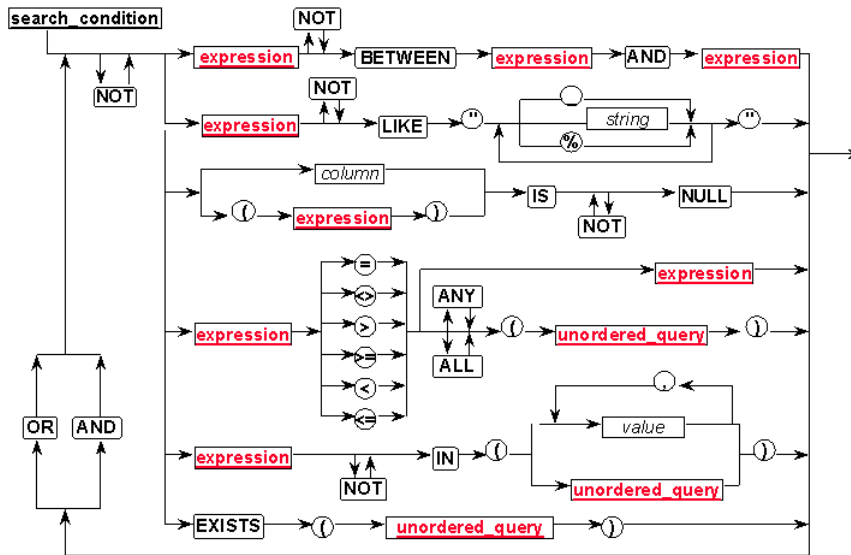 search_condition
NOT
NOT
expression BETWEEN expression AND expression
NOT
expression LIKE " _ string % "
column
( expression ) IS NOT NULL
expression = <> > >= < <=
expression
ANY
ALL
( unordered_query )
OR AND
,
expression NOT IN ( value )
unordered_query
EXISTS ( unordered_query )